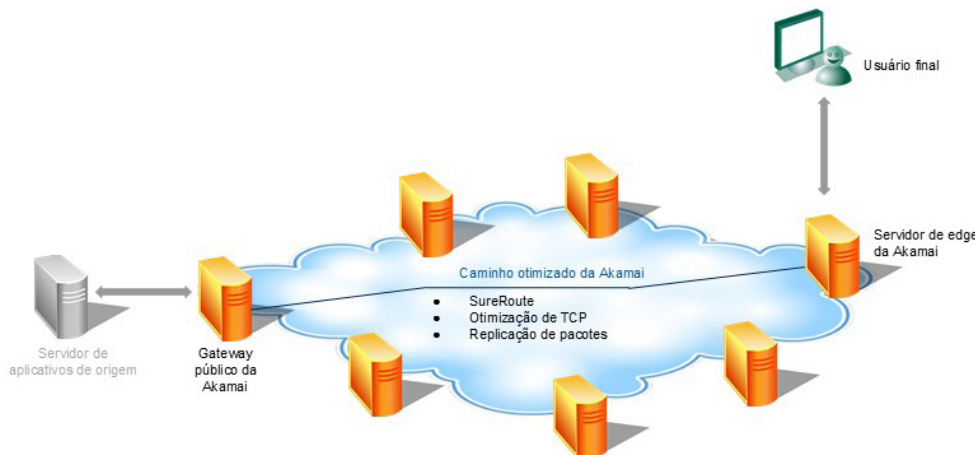 Usuário final
Servidor de edge
da Akamai
Caminho otimizado da Akamai
• SureRoute
• Otimização de TCP
• Replicação de pacotes
Servidor de
aplicativos de origem
Gateway
público da
Akamai